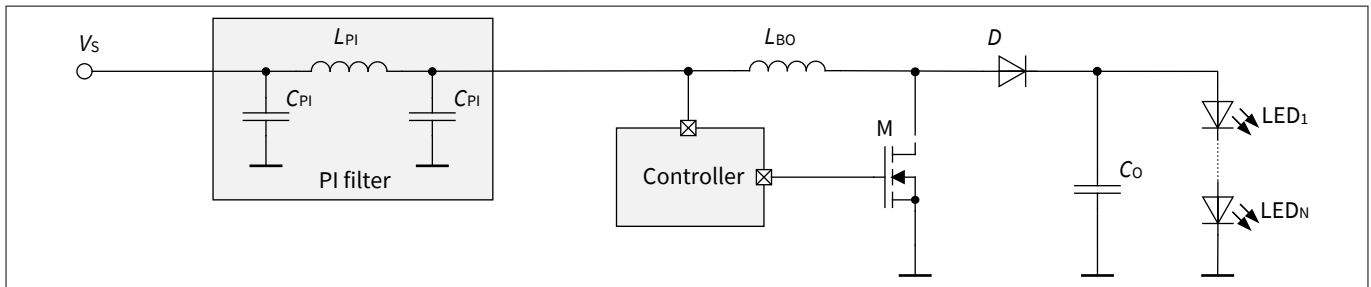 VS
LPI
LBO
D
CPI
CPI
M
LED1
PI filter
Controller
CO
LEDN